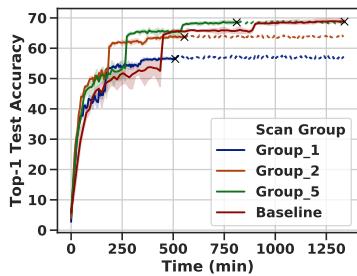 70
60
50
40
30
20
10
0
Top-1 Test Accuracy
Scan Group
Group_1
Group_2
Group_5
Baseline
0 250 500 750 1000 1250
Time (min)